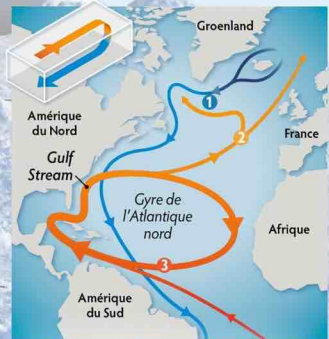 Groenland
1
Amérique
du Nord
2
France
Gulf
Stream
Gyre de
l'Atlantique
nord
Afrique
3
Amérique
du Sud